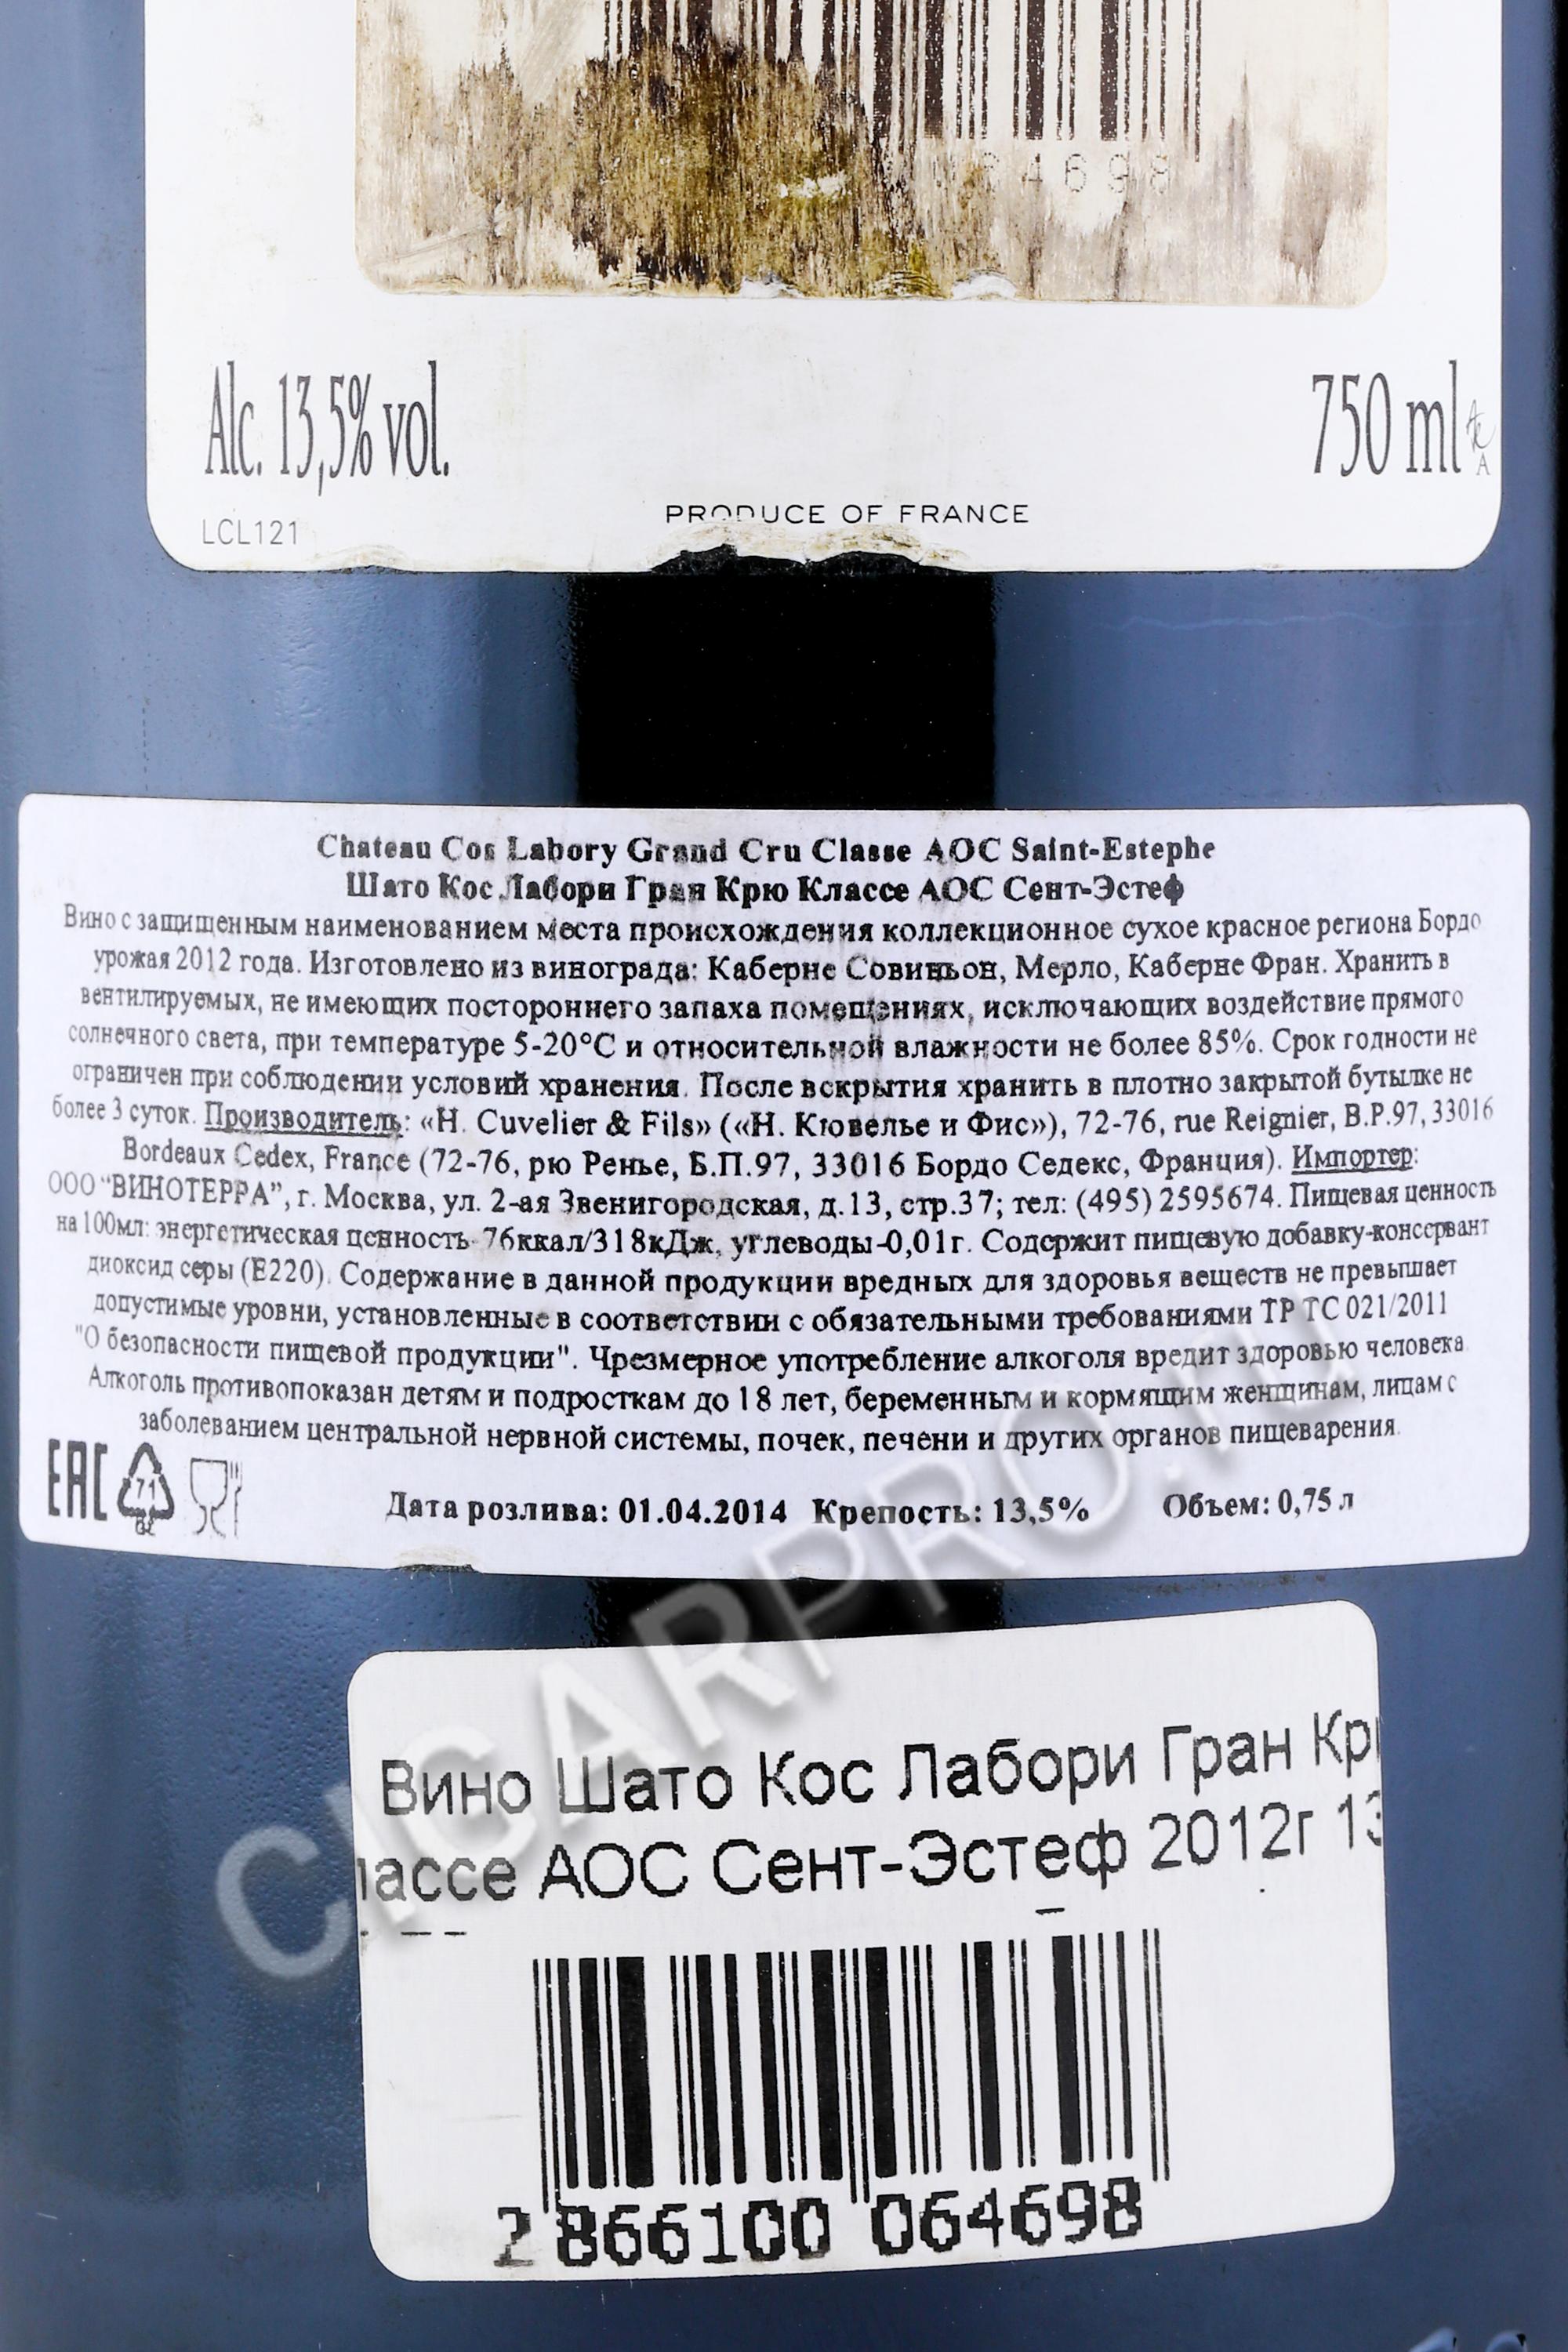 4698
Alc. 13,5% vol.
750 ml
LCL121
PRODUCE OF FRANCE
Chateau Cos Labory Grand Cru Classe AOC Saint-Estephe
Шато Кос Лабори Гран Крю Классе АОС Сент-Эстеф
Вино с защищенным наименованием места происхождения коллекционное сухое красное региона Бордо
урожая 2012 года. Изготовлено из винограда: Каберне Совиньон, Мерло, Каберне Фран. Хранить в
вентилируемых, не имеющих постороннего запаха помещениях, исключающих воздействие прямого
солнечного света, при температуре 5-20°С и относительной влажности не более 85%. Срок годности не
ограничен при соблюдении условий хранения. После вскрытия хранить в плотно закрытой бутылке не
более 3 суток. Производитель: «H. Cuvelier & Fils» («Н. Кювелье и Фис»), 72-76, rue Reignier, B.P.97, 33016
Bordeaux Cedex, France (72-76, рю Ренье, Б.П.97, 33016 Бордо Седекс, Франция). Импортер:
ООО "ВИНОТЕРРА", г. Москва, ул. 2-ая Звенигородская, д.13, стр.37; тел: (495) 2595674. Пищевая ценность
на 100мл: энергетическая ценность-76ккал/318кДж, углеводы-0,01г. Содержит пищевую добавку-консервант
диоксид серы (Е220). Содержание в данной продукции вредных для здоровья веществ не превышает
допустимые уровни, установленные в соответствии с обязательными требованиями ТР ТС 021/2011
"О безопасности пищевой продукции". Чрезмерное употребление алкоголя вредит здоровью человека.
Алкоголь противопоказан детям и подросткам до 18 лет, беременным и кормящим женщинам, лицам с
заболеванием центральной нервной системы, почек, печени и других органов пищеварения.
EAC 71 GL
Дата розлива: 01.04.2014 Крепость: 13,5% Объем: 0,75 л
CIGARPRO.RU
Вино Шато Кос Лабори Гран Кр
лассе АОС Сент-Эстеф 2012г 13
2 866100 064698